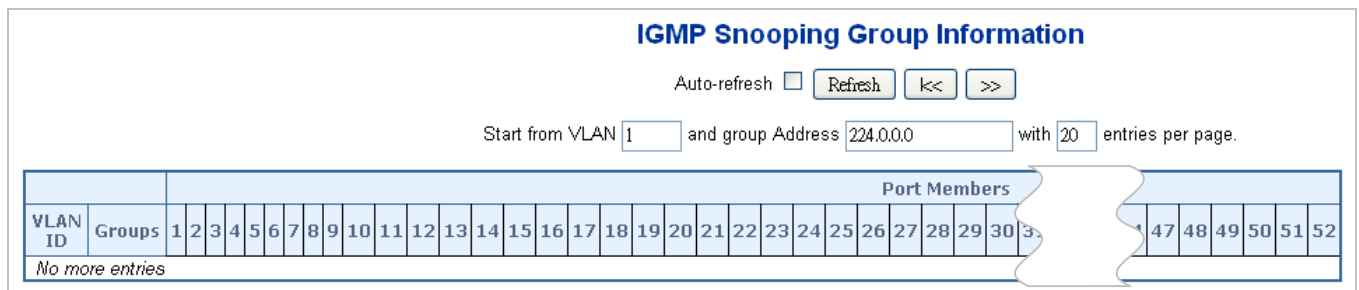 IGMP Snooping Group Information
Auto-refresh Refresh |<< >>
Start from VLAN 1 and group Address 224.0.0.0 with 20 entries per page.
Port Members
VLAN ID Groups 1 2 3 4 5 6 7 8 9 10 11 12 13 14 15 16 17 18 19 20 21 22 23 24 25 26 27 28 29 30 47 48 49 50 51 52
No more entries